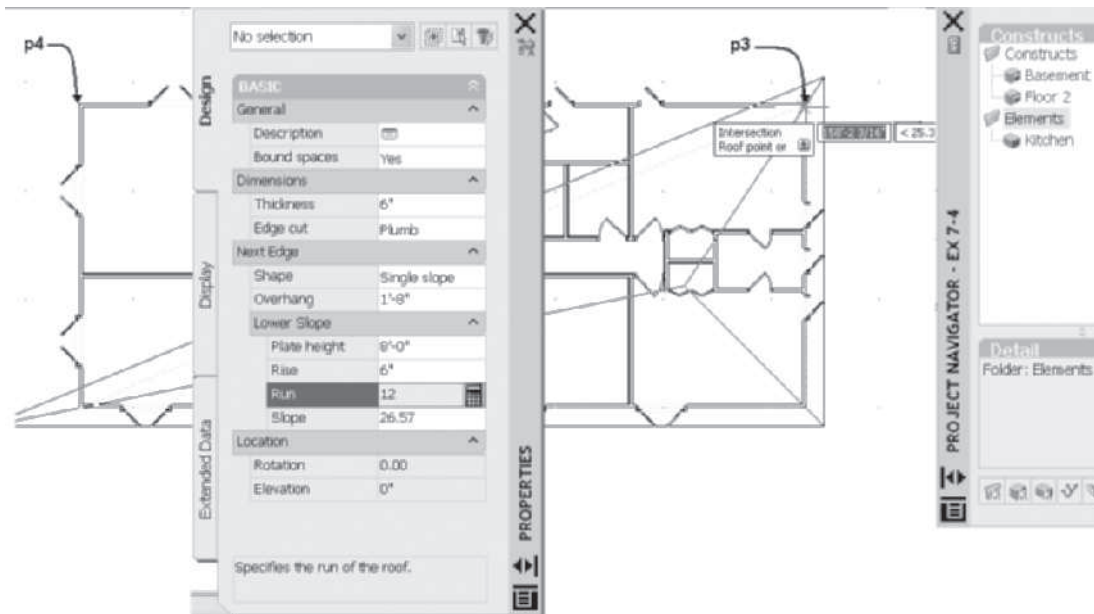 p4
p3
No selection
Design
Display
Extended Data
BASIC
General
Description
Bound spaces Yes
Dimensions
Thickness 6"
Edge cut Plumb
Next Edge
Shape Single slope
Overhang 1'-8"
Lower Slope
Plate height 8'-0"
Rise 6"
Run 12
Slope 26.57
Location
Rotation 0.00
Elevation 0"
Specifies the run of the roof.
PROPERTIES
Intersection
Roof point or
< 25.3
PROJECT NAVIGATOR - EX 7-4
Constructs
Constructs
Basement
Floor 2
Elements
Kitchen
Detail
Folder: Elements